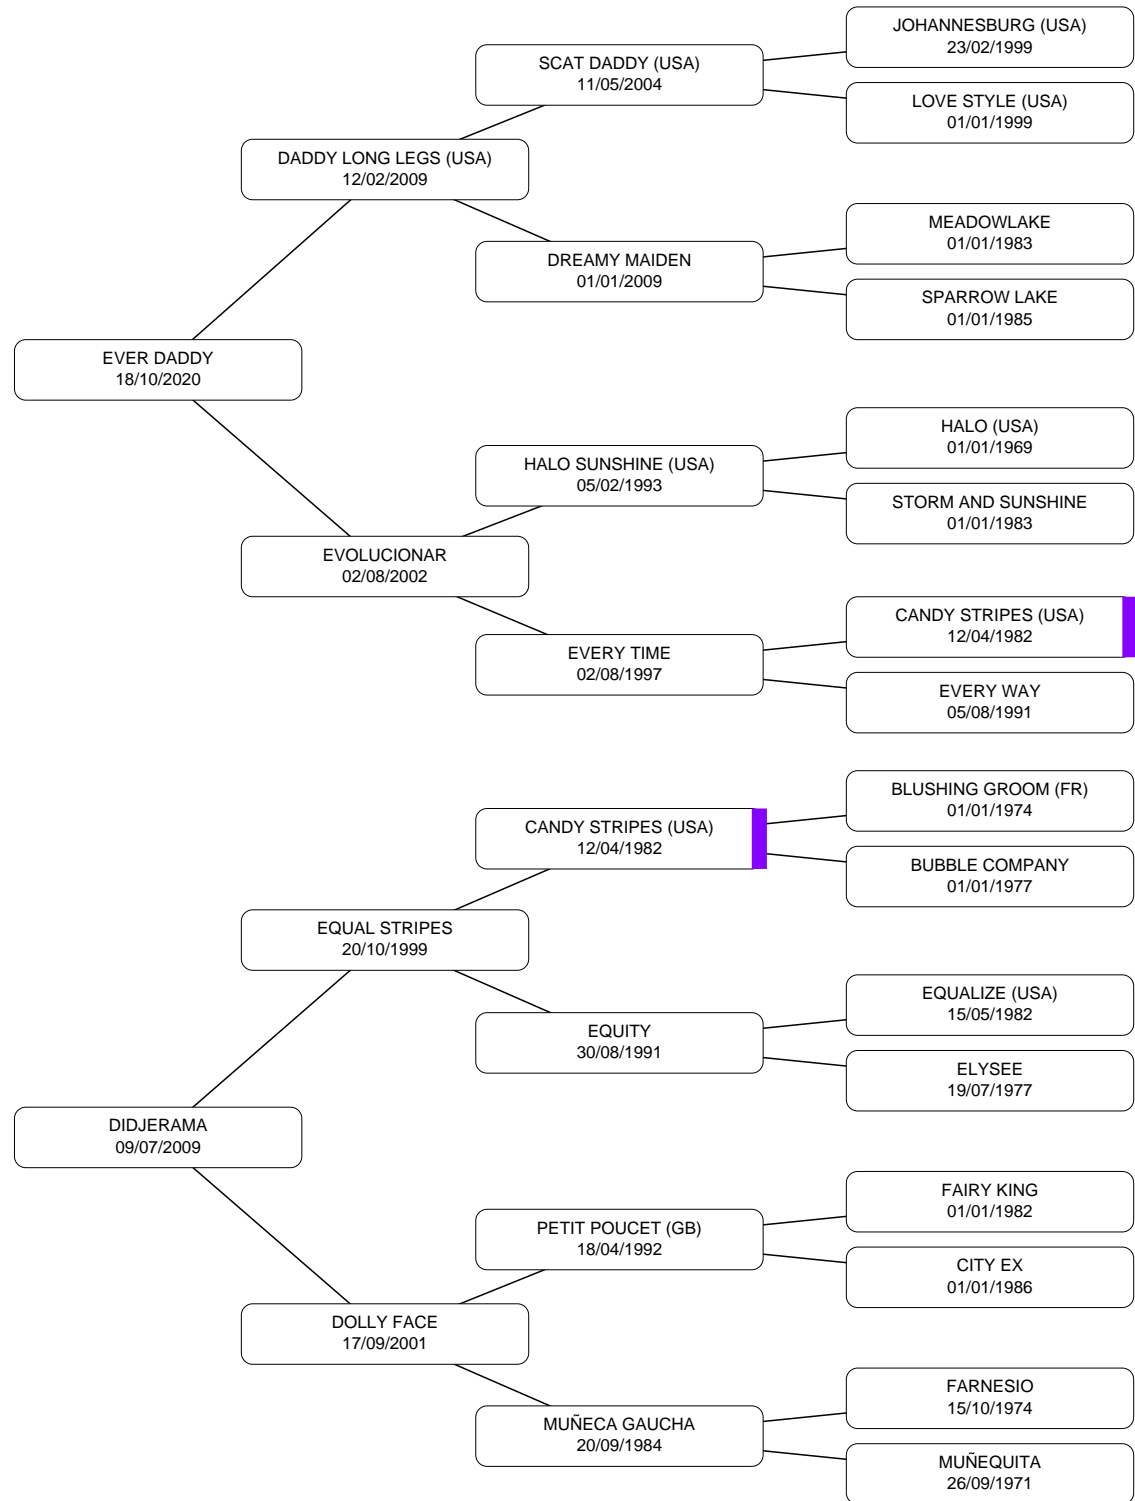 JOHANNESBURG (USA)
23/02/1999
SCAT DADDY (USA)
11/05/2004
LOVE STYLE (USA)
01/01/1999
DADDY LONG LEGS (USA)
12/02/2009
MEADOWLAKE
01/01/1983
DREAMY MAIDEN
01/01/2009
SPARROW LAKE
01/01/1985
EVER DADDY
18/10/2020
HALO (USA)
01/01/1969
HALO SUNSHINE (USA)
05/02/1993
STORM AND SUNSHINE
01/01/1983
EVOLUCIONAR
02/08/2002
CANDY STRIPES (USA)
12/04/1982
EVERY TIME
02/08/1997
EVERY WAY
05/08/1991
BLUSHING GROOM (FR)
01/01/1974
CANDY STRIPES (USA)
12/04/1982
BUBBLE COMPANY
01/01/1977
EQUAL STRIPES
20/10/1999
EQUALIZE (USA)
15/05/1982
EQUITY
30/08/1991
ELYSEE
19/07/1977
DIDJERAMA
09/07/2009
FAIRY KING
01/01/1982
PETIT POUCET (GB)
18/04/1992
CITY EX
01/01/1986
DOLLY FACE
17/09/2001
FARNESIO
15/10/1974
MUÑECA GAUCHA
20/09/1984
MUÑEQUITA
26/09/1971